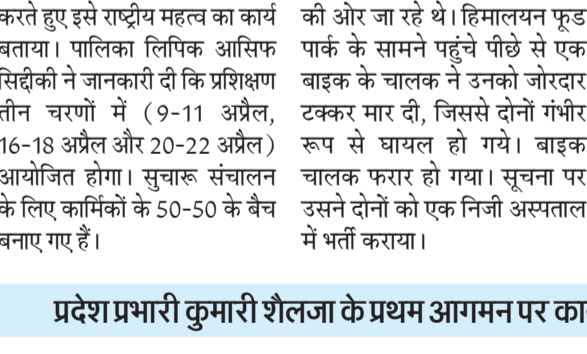 करते हुए इसे राष्ट्रीय महत्व का कार्य
बताया। पालिका लिपिक आसिफ
सिद्दीकी ने जानकारी दी कि प्रशिक्षण
तीन चरणों में (9-11 अप्रैल,
16-18 अप्रैल और 20-22 अप्रैल)
आयोजित होगा। सुचारू संचालन
के लिए कार्मिकों के 50-50 के बैच
बनाए गए हैं।
की ओर जा रहे थे। हिमालयन फूड
पार्क के सामने पहुंचे पीछे से एक
बाइक के चालक ने उनको जोरदार
टक्कर मार दी, जिससे दोनों गंभीर
रूप से घायल हो गये। बाइक
चालक फरार हो गया। सूचना पर
उसने दोनों को एक निजी अस्पताल
में भर्ती कराया।
प्रदेश प्रभारी कुमारी शैलजा के प्रथम आगमन पर